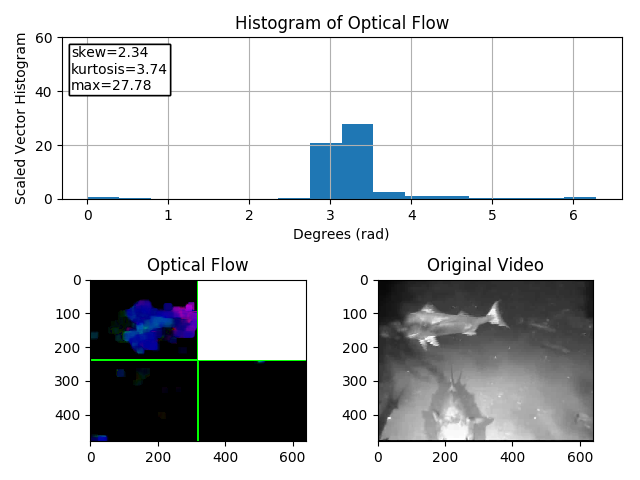 Histogram of Optical Flow
Scaled Vector Histogram
60
40
20
0
skew=2.34
kurtosis=3.74
max=27.78
0 1 2 3 4 5 6
Degrees (rad)
Optical Flow
0
100
200
300
400
0 200 400 600
Original Video
0
100
200
300
400
0 200 400 600